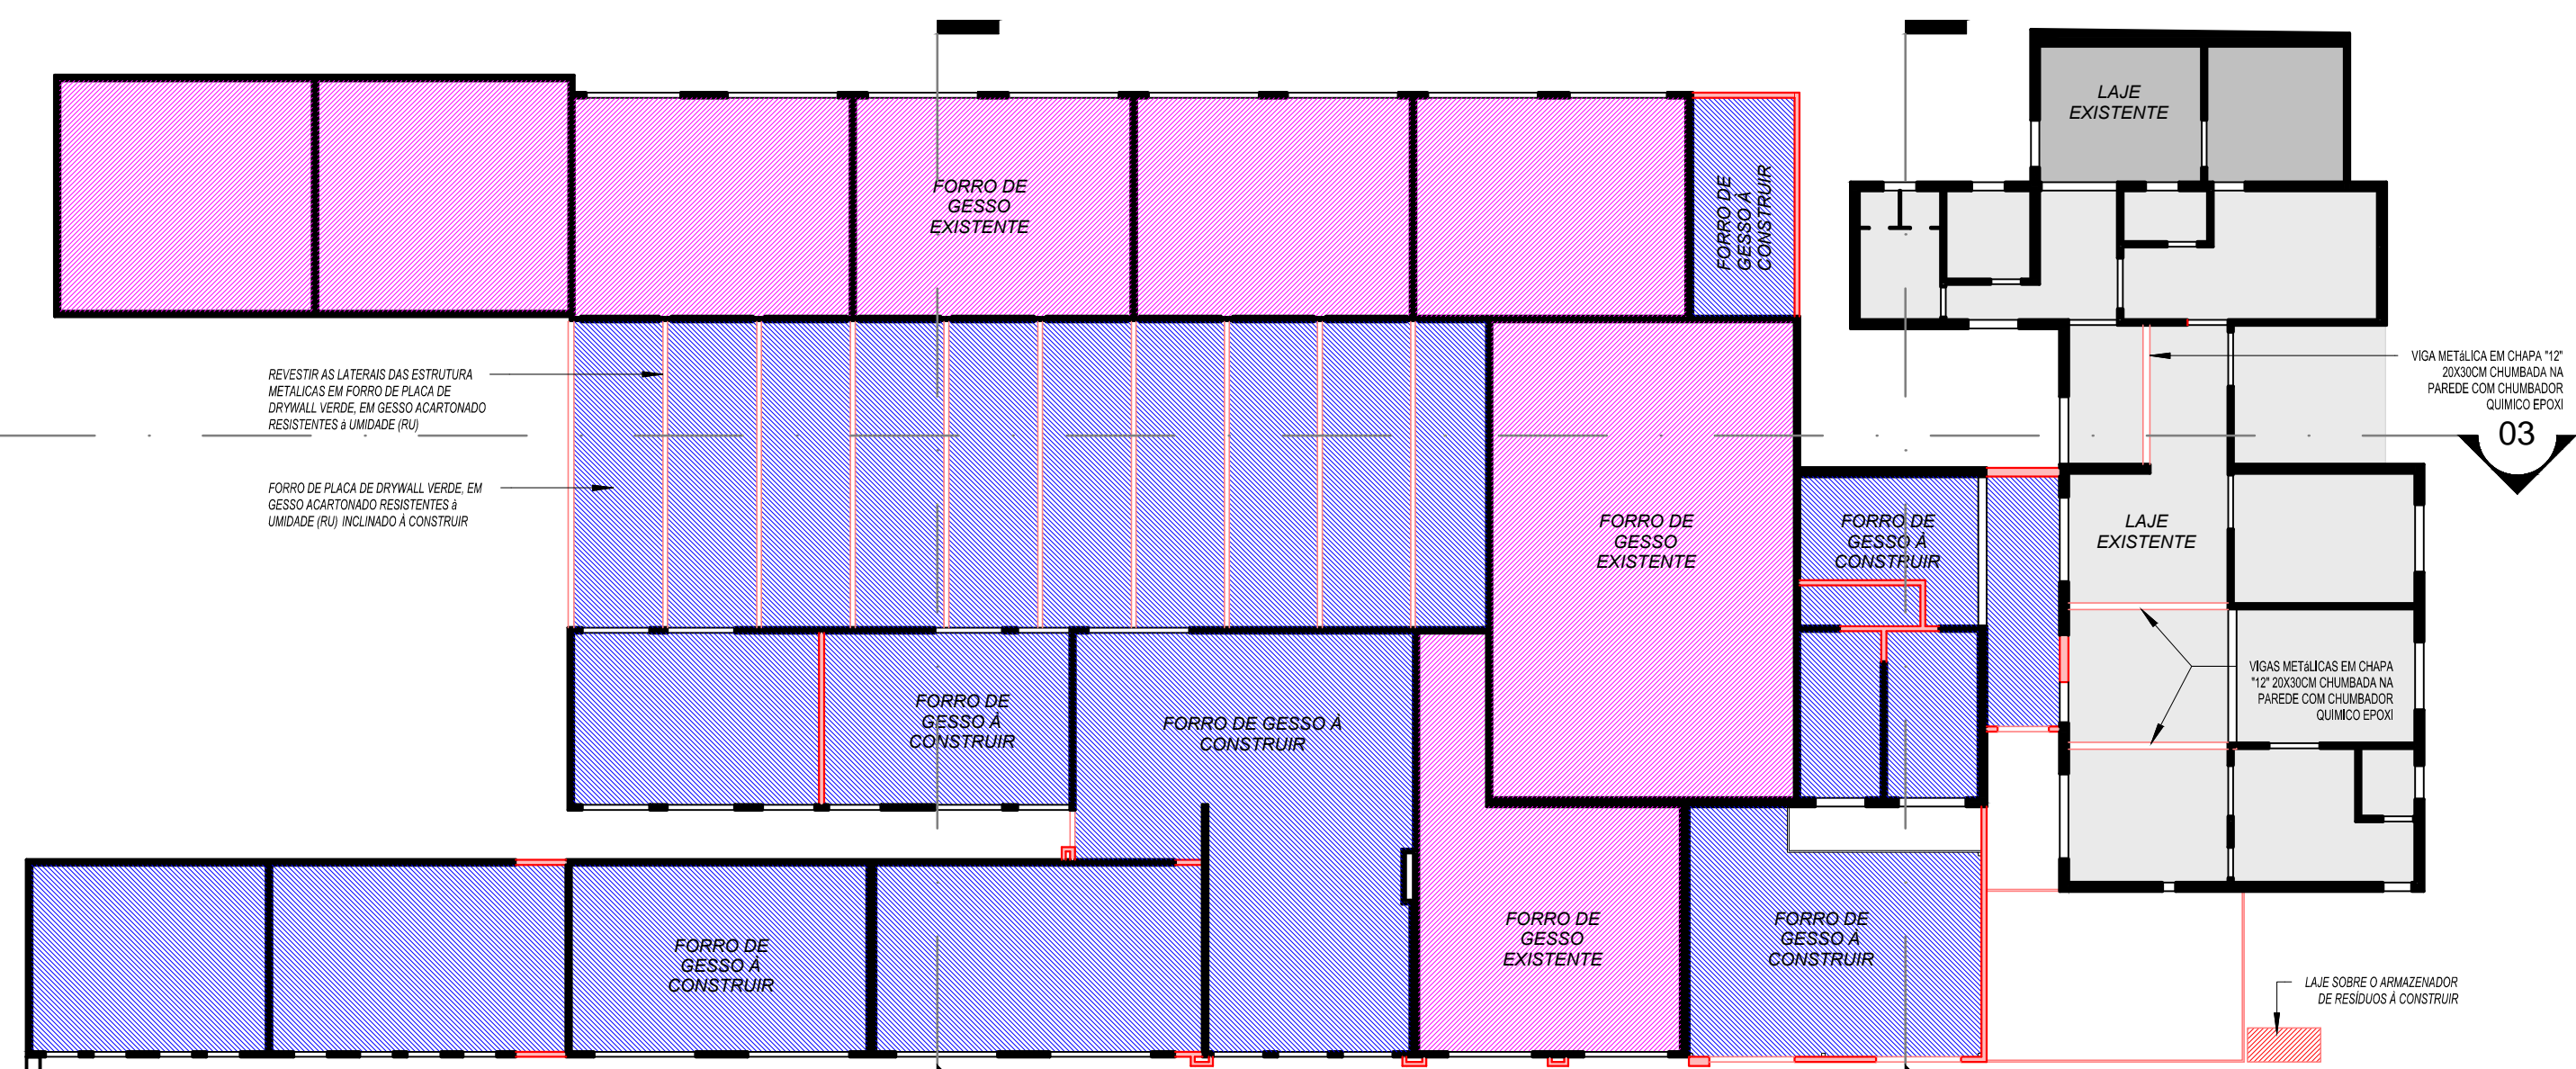 LAJE
EXISTENTE
FORRO DE
GESSO
EXISTENTE
FORRO DE
GESSO À
CONSTRUIR
REVESTIR AS LATERAIS DAS ESTRUTURA
METALICAS EM FORRO DE PLACA DE
DRYWALL VERDE, EM GESSO ACARTONADO
RESISTENTES à UMIDADE (RU)
VIGA METáLICA EM CHAPA "12"
20X30CM CHUMBADA NA
PAREDE COM CHUMBADOR
QUIMICO EPOXI
03
FORRO DE PLACA DE DRYWALL VERDE, EM
GESSO ACARTONADO RESISTENTES à
UMIDADE (RU) INCLINADO À CONSTRUIR
FORRO DE
GESSO
EXISTENTE
FORRO DE
GESSO À
CONSTRUIR
LAJE
EXISTENTE
FORRO DE
GESSO À
CONSTRUIR
FORRO DE GESSO À
CONSTRUIR
VIGAS METáLICAS EM CHAPA
"12" 20X30CM CHUMBADA NA
PAREDE COM CHUMBADOR
QUIMICO EPOXI
FORRO DE
GESSO À
CONSTRUIR
FORRO DE
GESSO
EXISTENTE
FORRO DE
GESSO À
CONSTRUIR
LAJE SOBRE O ARMAZENADOR
DE RESÍDUOS À CONSTRUIR